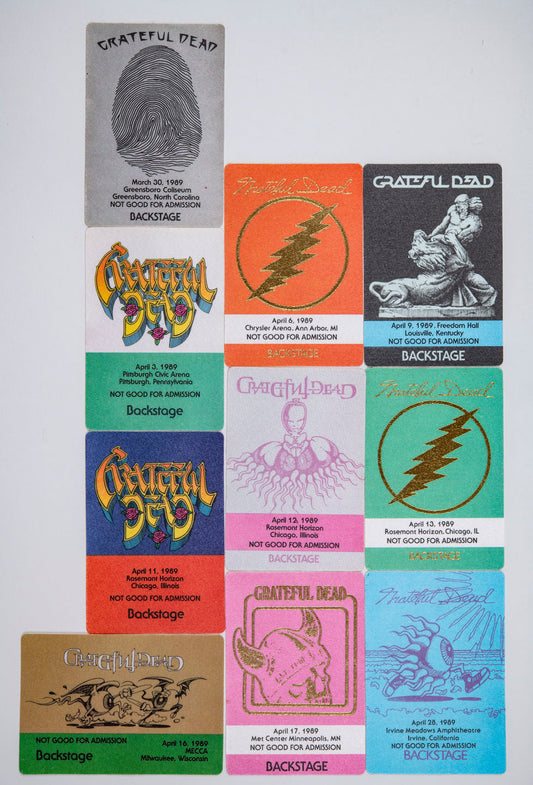 GRATEFUL DEAD
March 30, 1989
Greensboro Coliseum
Greensboro, North Carolina
NOT GOOD FOR ADMISSION
BACKSTAGE
Grateful Dead
April 6, 1989
Chrysler Arena, Ann Arbor, MI
NOT GOOD FOR ADMISSION
BACKSTAGE
GRATEFUL DEAD
April 9, 1989, Freedom Hall
Louisville, Kentucky
NOT GOOD FOR ADMISSION
BACKSTAGE
GRATEFUL
DEAD
April 3, 1989
Pittsburgh Civic Arena
Pittsburgh, Pennsylvania
NOT GOOD FOR ADMISSION
Backstage
GRATEFUL DEAD
April 12, 1989
Rosemont Horizon
Chicago, Illinois
NOT GOOD FOR ADMISSION
BACKSTAGE
Grateful Dead
April 13, 1989
Rosemont Horizon, Chicago, IL
NOT GOOD FOR ADMISSION
BACKSTAGE
GRATEFUL
DEAD
April 11, 1989
Rosemont Horizon
Chicago, Illinois
NOT GOOD FOR ADMISSION
Backstage
GRATEFUL DEAD
April 17, 1989
Met Center Minneapolis, MN
NOT GOOD FOR ADMISSION
BACKSTAGE
Grateful Dead
April 28, 1989
Irvine Meadows Amphitheatre
Irvine, California
NOT GOOD FOR ADMISSION
BACKSTAGE
GRATEFUL DEAD
NOT GOOD FOR ADMISSION
Backstage
April 16, 1989
MECCA
Milwaukee, Wisconsin